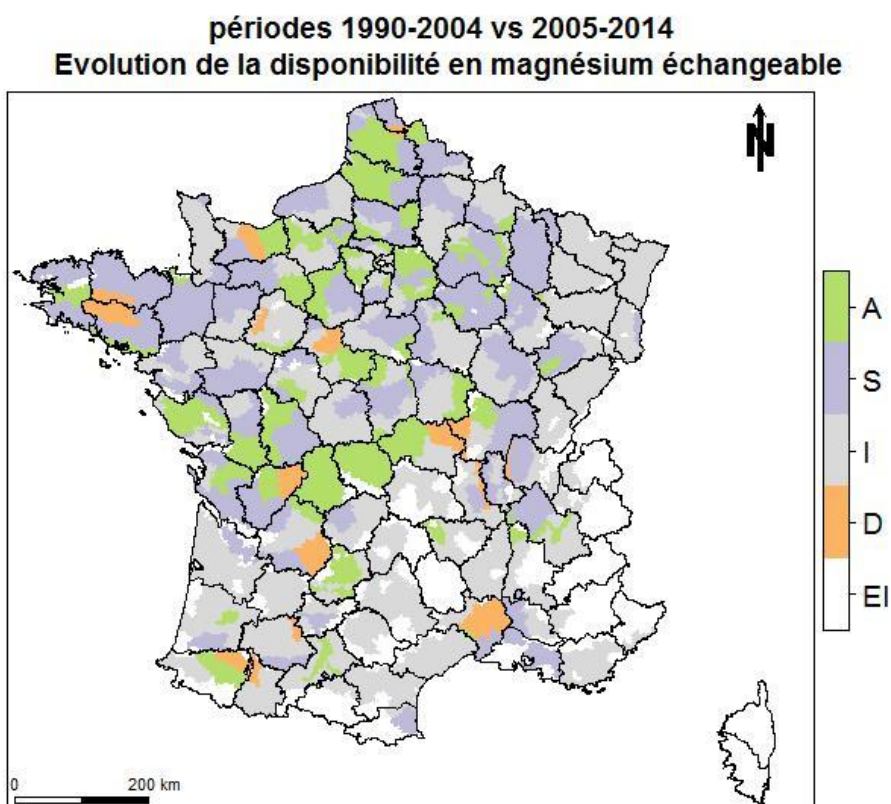 périodes 1990-2004 vs 2005-2014
Evolution de la disponibilité en magnésium échangeable
N
A
S
I
D
EI
0 200 km